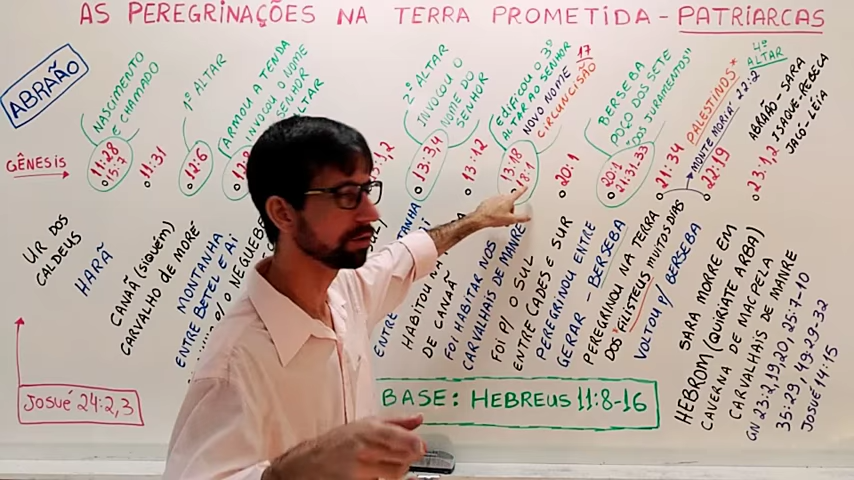 AS PEREGRINAÇÕES NA TERRA PROMETIDA - PATRIARCAS
ABRAÃO
NASCIMENTO
E CHAMADO
1º ALTAR
ARMOU A TENDA
INVOCOU O NOME
SENHOR
ALTAR
2º ALTAR
INVOCOU O
NOME DO
SENHOR
EDIFICOU O 3º
ALTAR AO SENHOR
NOVO NOME 17
CIRCUNCISÃO
BERSEBA
POÇO DOS SETE
"DOS JURAMENTOS"
PALESTINOS*
"MONTE MORIÁ" 22:2
4º
ALTAR
ABRAÃO - SARA
ISAQUE-REBECA
JACÓ-LÉIA
GÊNESIS
11:28
15:7
11:31
12:6
13:3,4
13:12
13:18
20:1
20:1
21:31,33
21:34
22:19
23:1,2
UR DOS
CALDEUS
HARÃ
CANAÃ (SIQUÉM)
CARVALHO DE MORÉ
MONTANHA
ENTRE BETEL E AI
P/ O NEGUEBE
ENTRE
HABITOU
DE CANAÃ
FOI HABITAR NOS
CARVALHAIS DE MANRE
FOI P/ O SUL
ENTRE CADES E SUR
PEREGRINOU ENTRE
GERAR - BERSEBA
PEREGRINOU NA TERRA
DOS "FILISTEUS" MUITOS DIAS
VOLTOU P/ BERSEBA
SARA MORRE EM
HEBROM (QUIRIATE ARBA)
CAVERNA DE MACPELA
CARVALHAIS DE MANRE
GN 23:2,19,20, 25:7-10
35:29, 49:29-32
JOSUÉ 14:15
JOSUÉ 24:2,3
BASE: HEBREUS 11:8-16